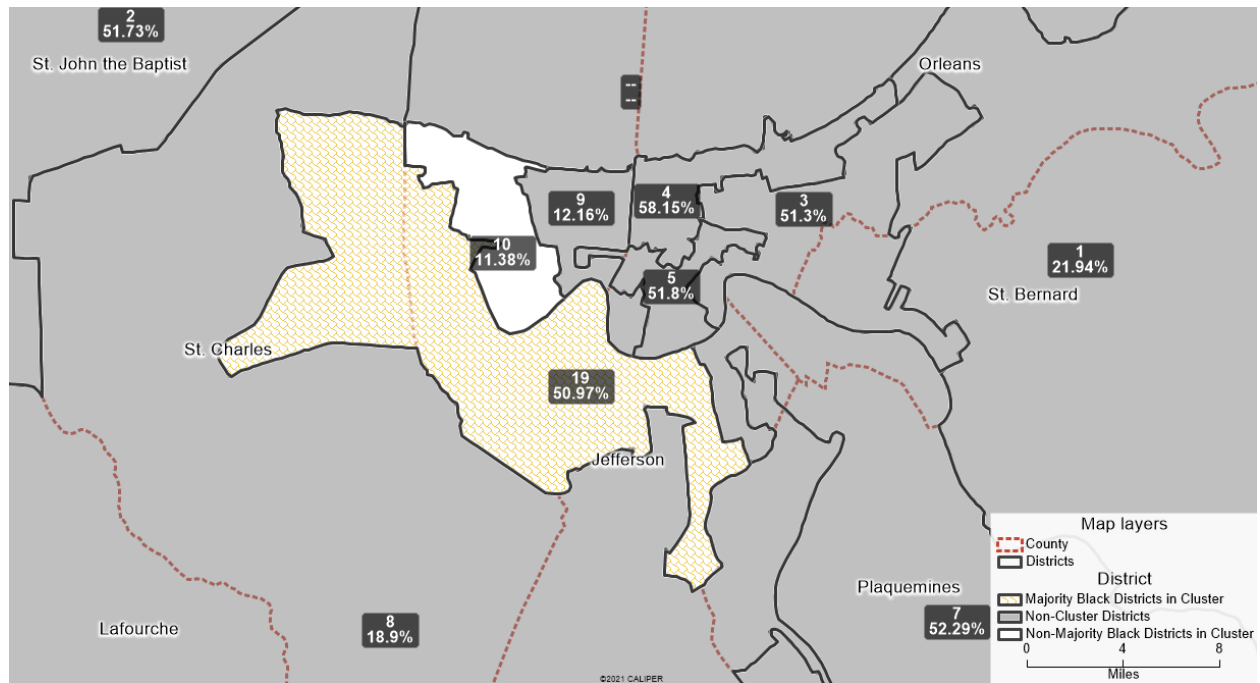 2
51.73%
St. John the Baptist
Orleans
--
--
9
12.16%
4
58.15%
3
51.3%
10
11.38%
1
21.94%
5
51.8%
St. Bernard
St. Charles
19
50.97%
Jefferson
Map layers
County
Districts
District
Majority Black Districts in Cluster
Non-Cluster Districts
Non-Majority Black Districts in Cluster
0 4 8
Miles
Plaquemines
7
52.29%
8
18.9%
Lafourche
©2021 CALIPER